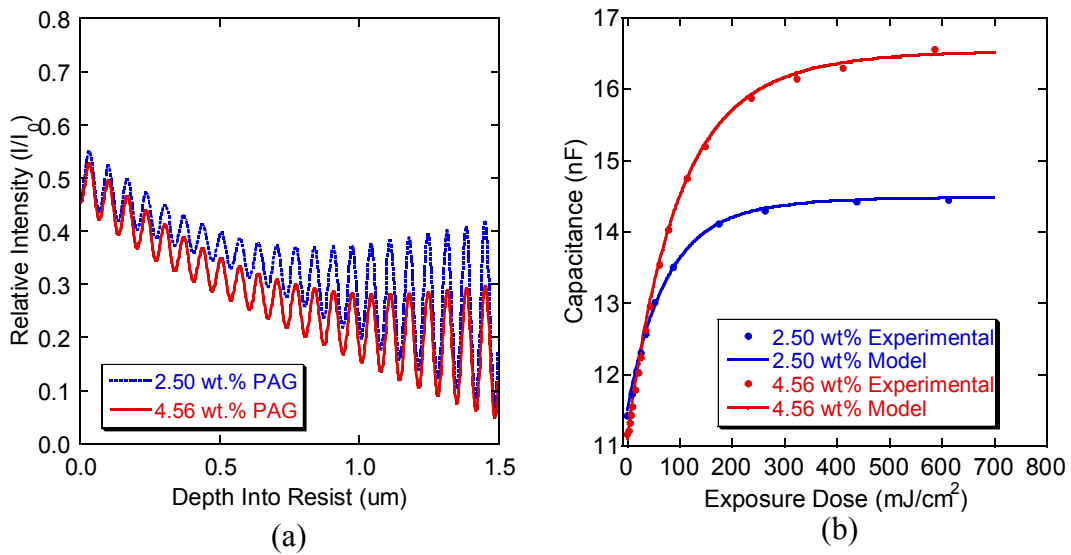 0.8
0.7
0.6
0.5
0.4
0.3
0.2
0.1
0.0
Relative Intensity (I/I0)
2.50 wt.% PAG
4.56 wt.% PAG
0.0 0.5 1.0 1.5
Depth Into Resist (um)
(a)
17
16
15
14
13
12
11
Capacitance (nF)
2.50 wt% Experimental
2.50 wt% Model
4.56 wt% Experimental
4.56 wt% Model
0 100 200 300 400 500 600 700 800
Exposure Dose (mJ/cm²)
(b)